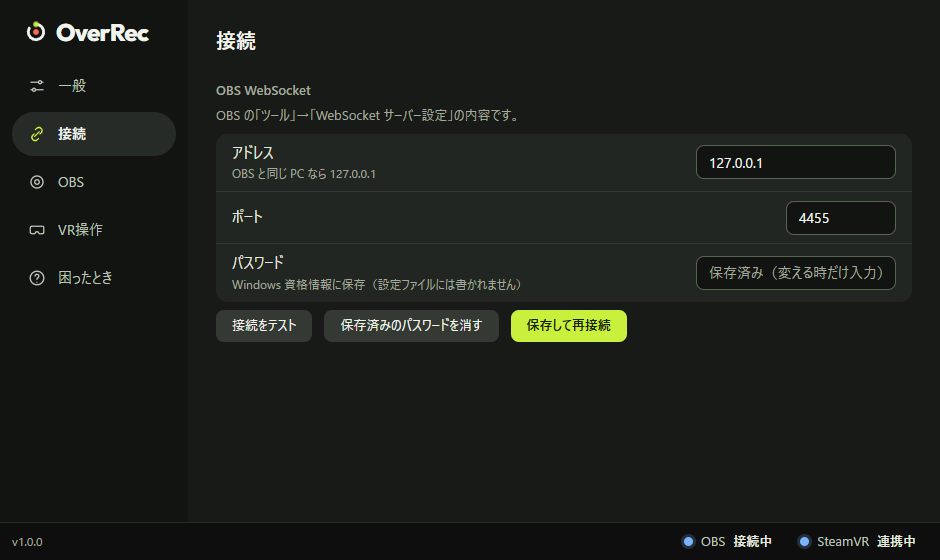 OverRec
一般
接続
OBS
VR操作
困ったとき
接続
OBS WebSocket
OBS の「ツール」→「WebSocket サーバー設定」の内容です。
アドレス
OBS と同じ PC なら 127.0.0.1
127.0.0.1
ポート
4455
パスワード
Windows 資格情報に保存（設定ファイルには書かれません）
保存済み（変える時だけ入力）
接続をテスト
保存済みのパスワードを消す
保存して再接続
v1.0.0
OBS 接続中
SteamVR 連携中